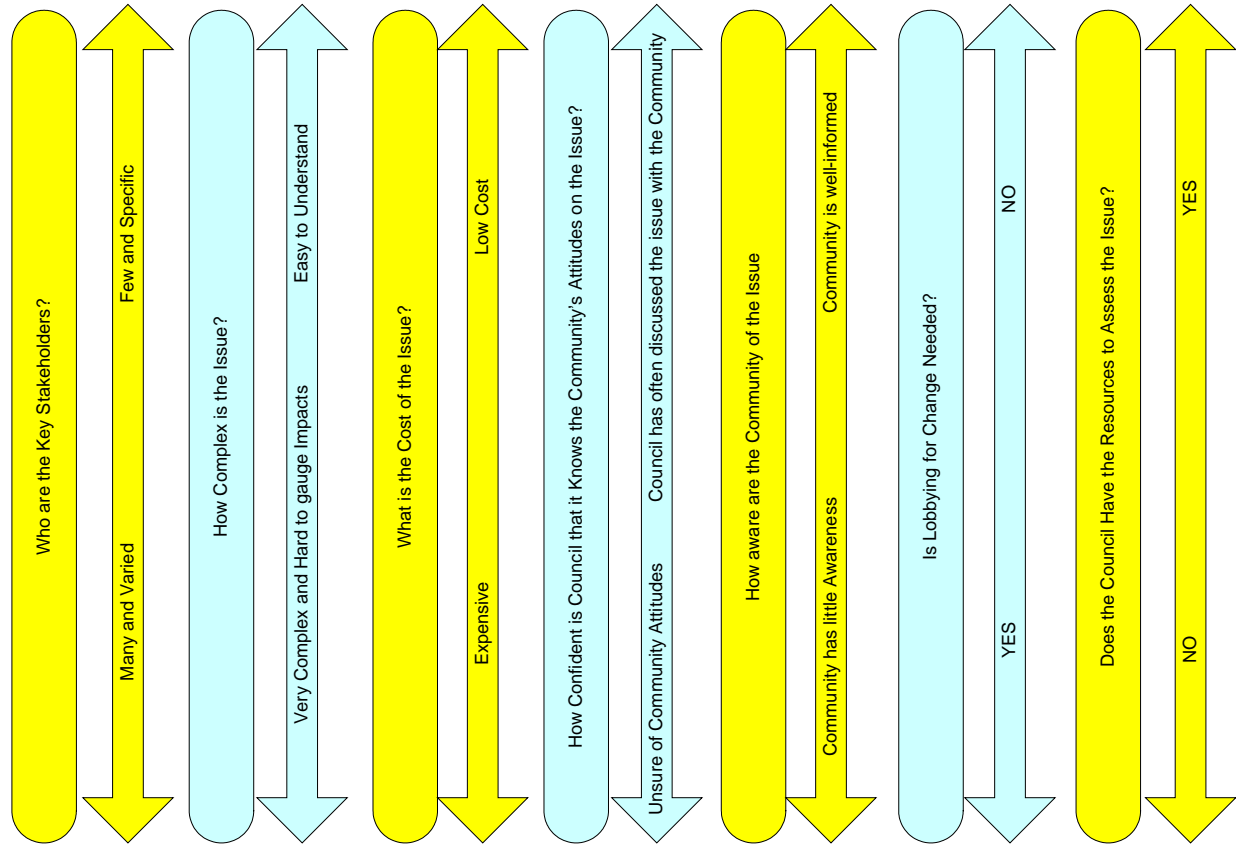 Who are the Key Stakeholders?
Many and Varied
Few and Specific
How Complex is the Issue?
Very Complex and Hard to gauge Impacts
Easy to Understand
What is the Cost of the Issue?
Expensive
Low Cost
How Confident is Council that it Knows the Community's Attitudes on the Issue?
Unsure of Community Attitudes
Council has often discussed the issue with the Community
How aware are the Community of the Issue
Community has little Awareness
Community is well-informed
Is Lobbying for Change Needed?
YES
NO
Does the Council Have the Resources to Assess the Issue?
NO
YES